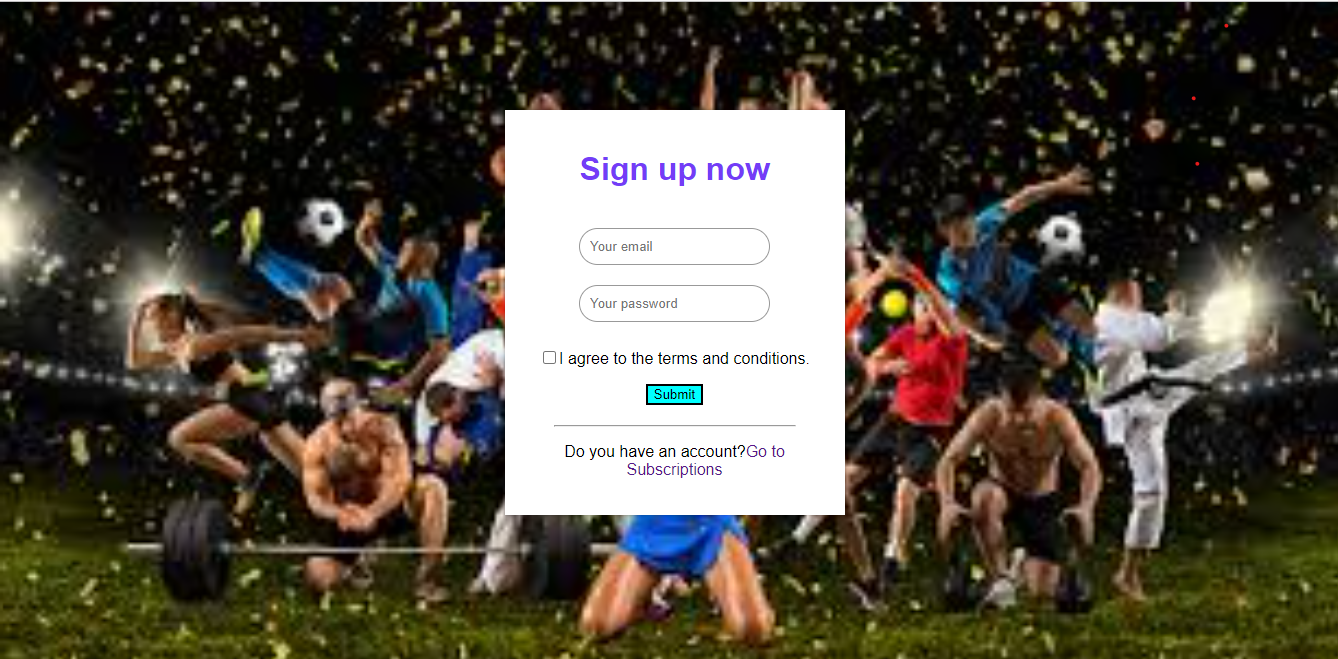 Sign up now
Your email
Your password
I agree to the terms and conditions.
Submit
Do you have an account?Go to
Subscriptions